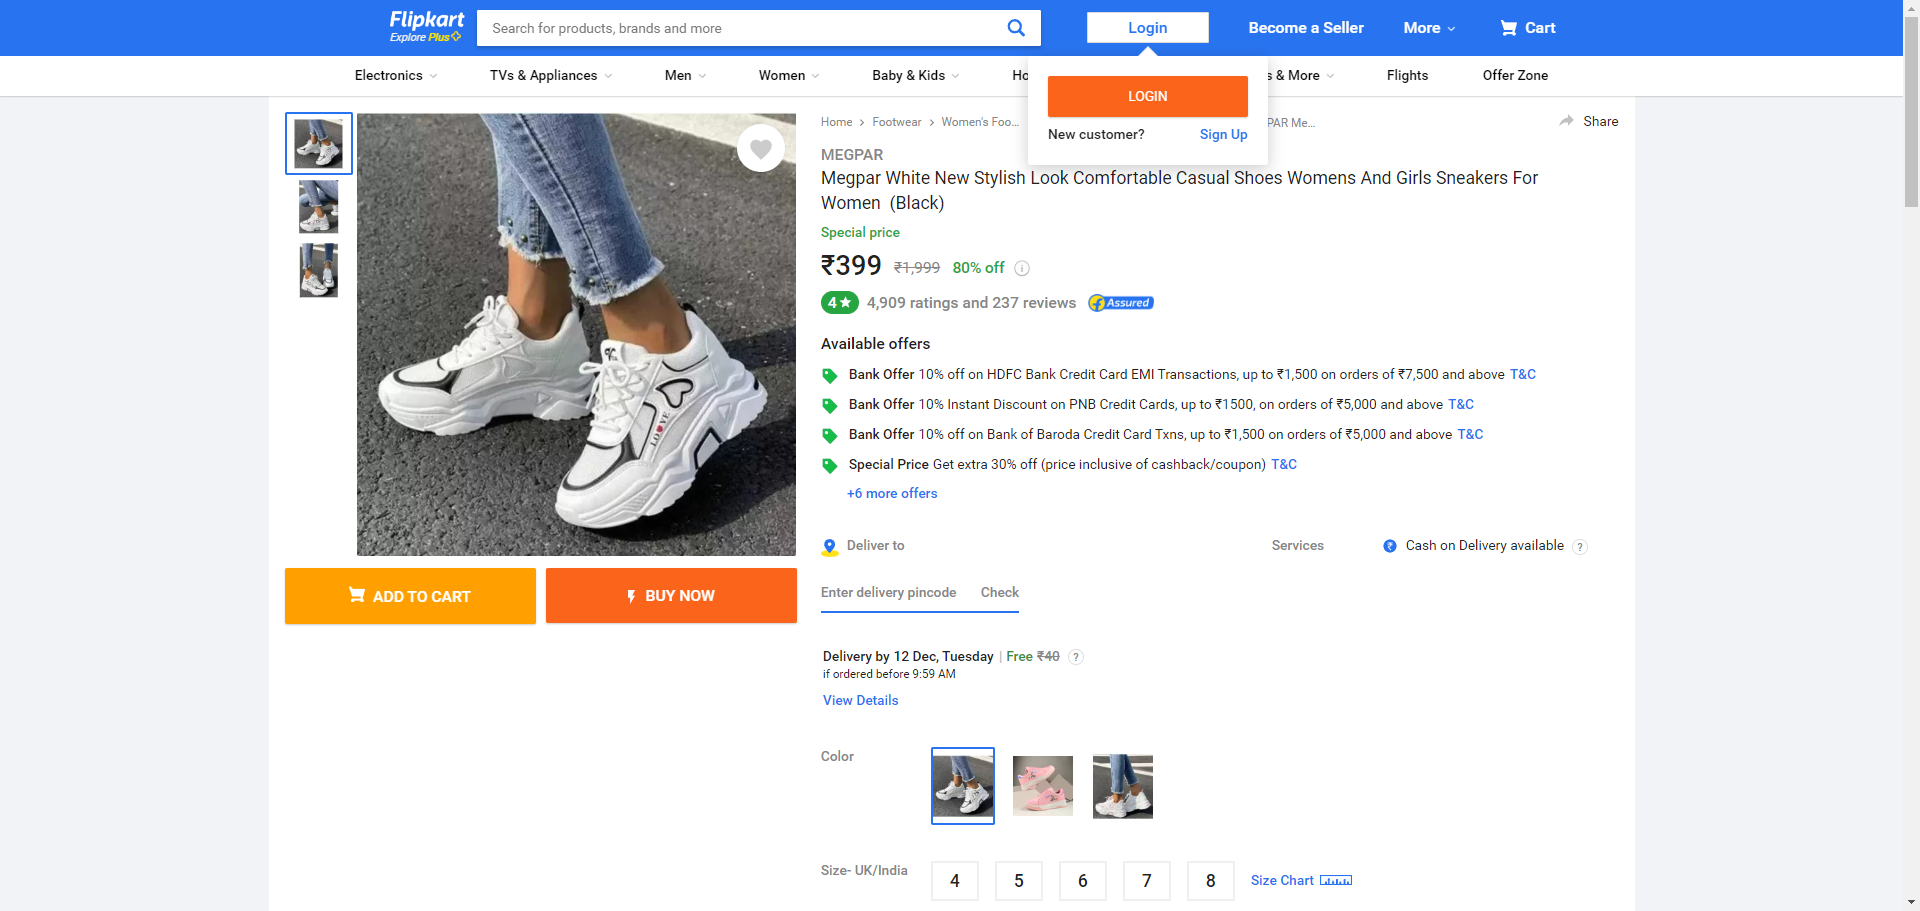 Flipkart
Explore Plus
Search for products, brands and more
Login
Become a Seller
More
Cart
Electronics
TVs & Appliances
Men
Women
Baby & Kids
Ho
s & More
Flights
Offer Zone
LOGIN
New customer?
Sign Up
Home
Footwear
Women's Foo...
PAR Me...
Share
MEGPAR
Megpar White New Stylish Look Comfortable Casual Shoes Womens And Girls Sneakers For
Women (Black)
Special price
₹399 ₹1,999 80% off
4 4,909 ratings and 237 reviews Assured
Available offers
Bank Offer 10% off on HDFC Bank Credit Card EMI Transactions, up to ₹1,500 on orders of ₹7,500 and above T&C
Bank Offer 10% Instant Discount on PNB Credit Cards, up to ₹1500, on orders of ₹5,000 and above T&C
Bank Offer 10% off on Bank of Baroda Credit Card Txns, up to ₹1,500 on orders of ₹5,000 and above T&C
Special Price Get extra 30% off (price inclusive of cashback/coupon) T&C
+6 more offers
LOVE
ADD TO CART
BUY NOW
Deliver to
Services
Cash on Delivery available ?
Enter delivery pincode
Check
Delivery by 12 Dec, Tuesday | Free ₹40 ?
if ordered before 9:59 AM
View Details
Color
Size- UK/India
4
5
6
7
8
Size Chart